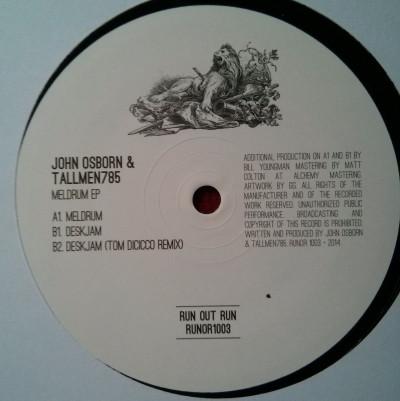 JOHN OSBORN &
TALLMEN785
MELDRUM EP
A1. MELDRUM
B1. DESKJAM
B2. DESKJAM (TOM DICICCO REMIX)
ADDITIONAL PRODUCTION ON A1 AND B1 BY
BILL YOUNGMAN. MASTERING BY MATT
COLTON AT ALCHEMY MASTERING.
ARTWORK BY GG. ALL RIGHTS OF THE
MANUFACTURER AND OF THE RECORDED
WORK RESERVED. UNAUTHORIZED PUBLIC
PERFORMANCE, BROADCASTING AND
COPYRIGHT OF THIS RECORD IS PROHIBITED.
WRITTEN AND PRODUCED BY JOHN OSBORN
& TALLMEN785. RUNOR 1003 - 2014
RUN OUT RUN
RUNOR1003